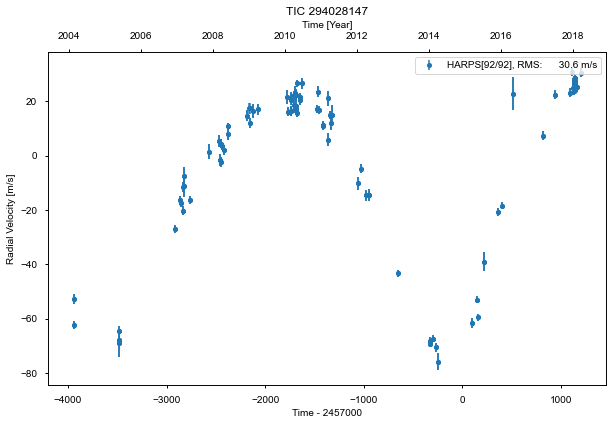 TIC 294028147
Time [Year]
2004 2006 2008 2010 2012 2014 2016 2018
HARPS[92/92], RMS: 30.6 m/s
Radial Velocity [m/s]
20
0
−20
−40
−60
−80
−4000 −3000 −2000 −1000 0 1000
Time - 2457000